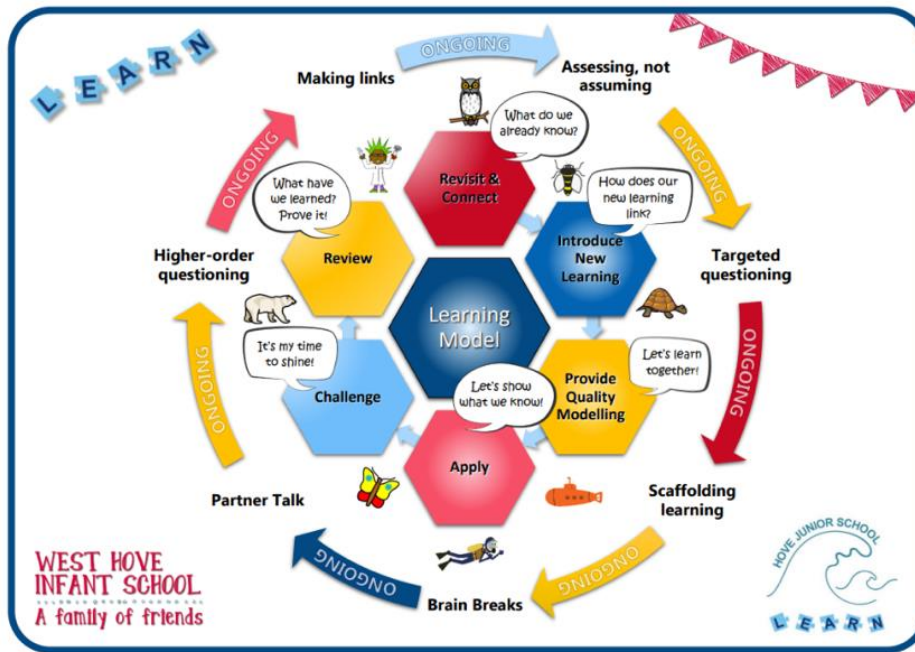 LEARN
Making links
ONGOING
Assessing, not
assuming
ONGOING
Targeted
questioning
ONGOING
Scaffolding
learning
ONGOING
Brain Breaks
ONGOING
Partner Talk
ONGOING
Higher-order
questioning
ONGOING
What do we
already know?
Revisit &
Connect
How does our
new learning
link?
Introduce
New
Learning
Let's learn
together!
Provide
Quality
Modelling
Let's show
what we know!
Apply
It's my time
to shine!
Challenge
What have
we learned?
Prove it!
Review
Learning
Model
WEST HOVE
INFANT SCHOOL
A family of friends
HOVE JUNIOR SCHOOL
LEARN